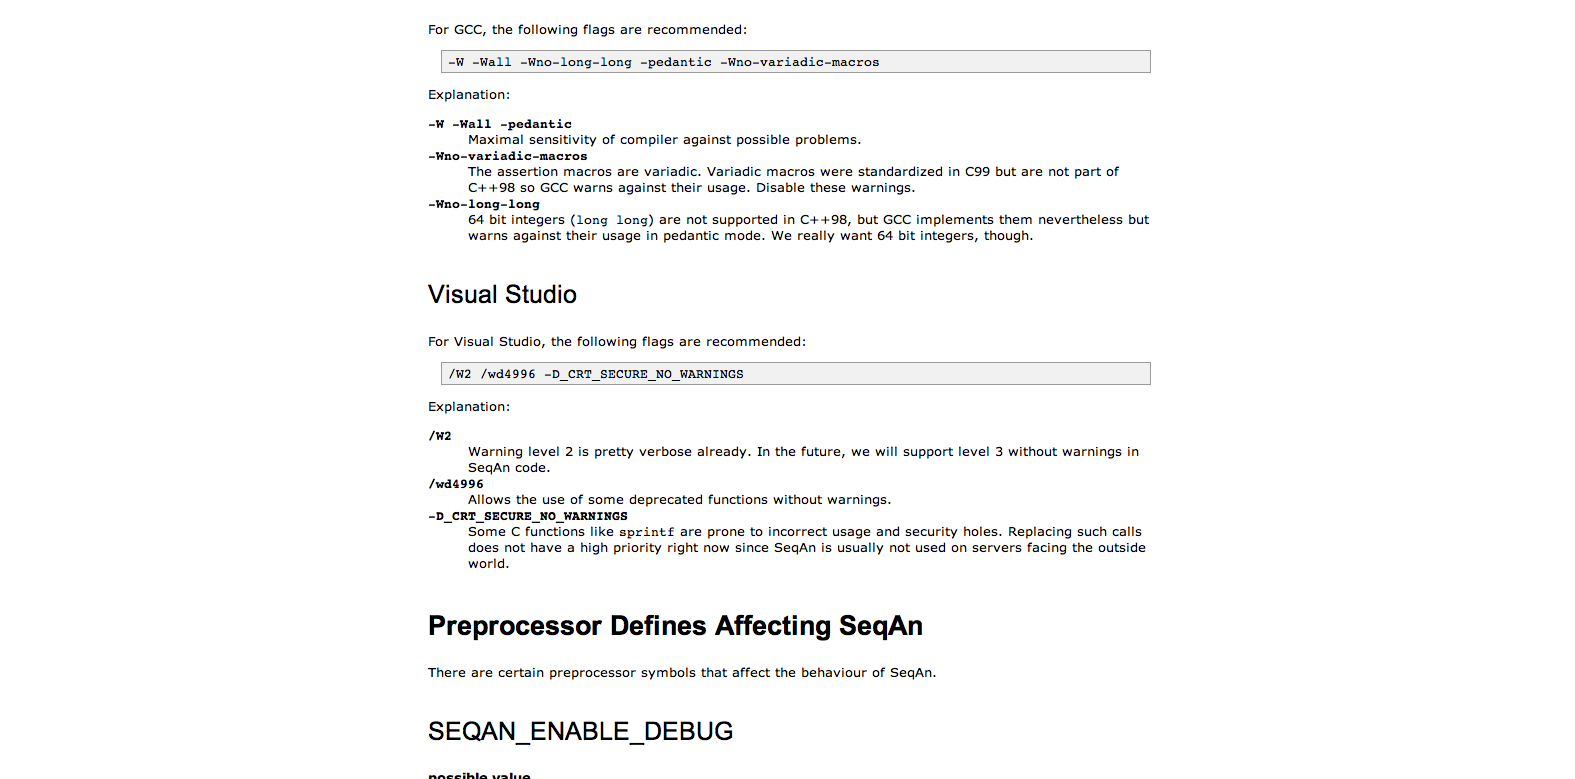 For GCC, the following flags are recommended:
-W -Wall -Wno-long-long -pedantic -Wno-variadic-macros
Explanation:
-W -Wall -pedantic
Maximal sensitivity of compiler against possible problems.
-Wno-variadic-macros
The assertion macros are variadic. Variadic macros were standardized in C99 but are not part of
C++98 so GCC warns against their usage. Disable these warnings.
-Wno-long-long
64 bit integers (long long) are not supported in C++98, but GCC implements them nevertheless but
warns against their usage in pedantic mode. We really want 64 bit integers, though.
Visual Studio
For Visual Studio, the following flags are recommended:
/W2 /wd4996 -D_CRT_SECURE_NO_WARNINGS
Explanation:
/W2
Warning level 2 is pretty verbose already. In the future, we will support level 3 without warnings in
SeqAn code.
/wd4996
Allows the use of some deprecated functions without warnings.
-D_CRT_SECURE_NO_WARNINGS
Some C functions like sprintf are prone to incorrect usage and security holes. Replacing such calls
does not have a high priority right now since SeqAn is usually not used on servers facing the outside
world.
Preprocessor Defines Affecting SeqAn
There are certain preprocessor symbols that affect the behaviour of SeqAn.
SEQAN_ENABLE_DEBUG
possible value